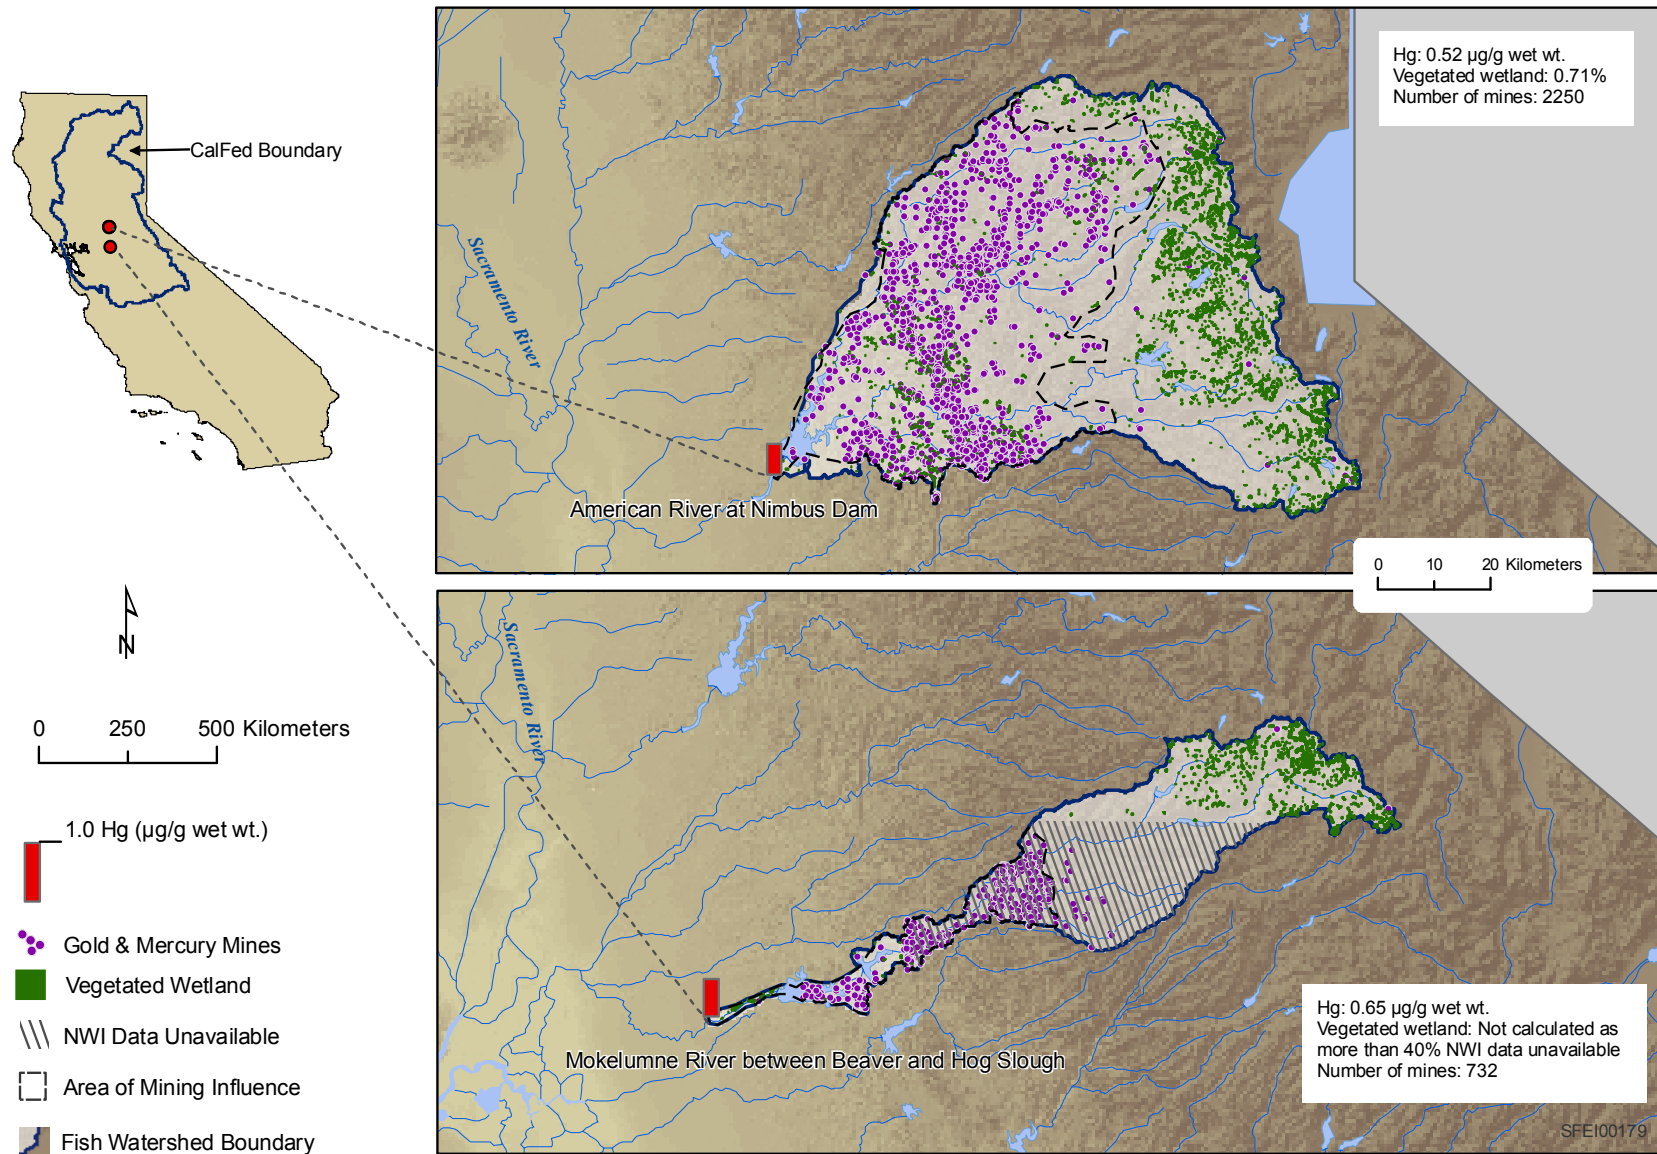 CalFed Boundary
N
0 250 500 Kilometers
1.0 Hg (µg/g wet wt.)
Gold & Mercury Mines
Vegetated Wetland
NWI Data Unavailable
Area of Mining Influence
Fish Watershed Boundary
Hg: 0.52 µg/g wet wt.
Vegetated wetland: 0.71%
Number of mines: 2250
Sacramento River
American River at Nimbus Dam
0 10 20 Kilometers
Sacramento River
Mokelumne River between Beaver and Hog Slough
Hg: 0.65 µg/g wet wt.
Vegetated wetland: Not calculated as
more than 40% NWI data unavailable
Number of mines: 732
SFEI00179